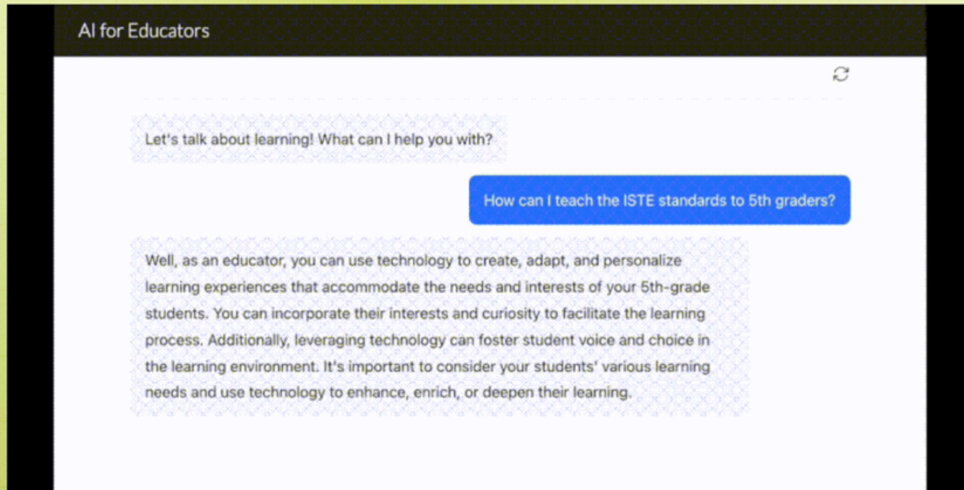 AI for Educators
Let's talk about learning! What can I help you with?
How can I teach the ISTE standards to 5th graders?
Well, as an educator, you can use technology to create, adapt, and personalize
learning experiences that accommodate the needs and interests of your 5th-grade
students. You can incorporate their interests and curiosity to facilitate the learning
process. Additionally, leveraging technology can foster student voice and choice in
the learning environment. It's important to consider your students' various learning
needs and use technology to enhance, enrich, or deepen their learning.